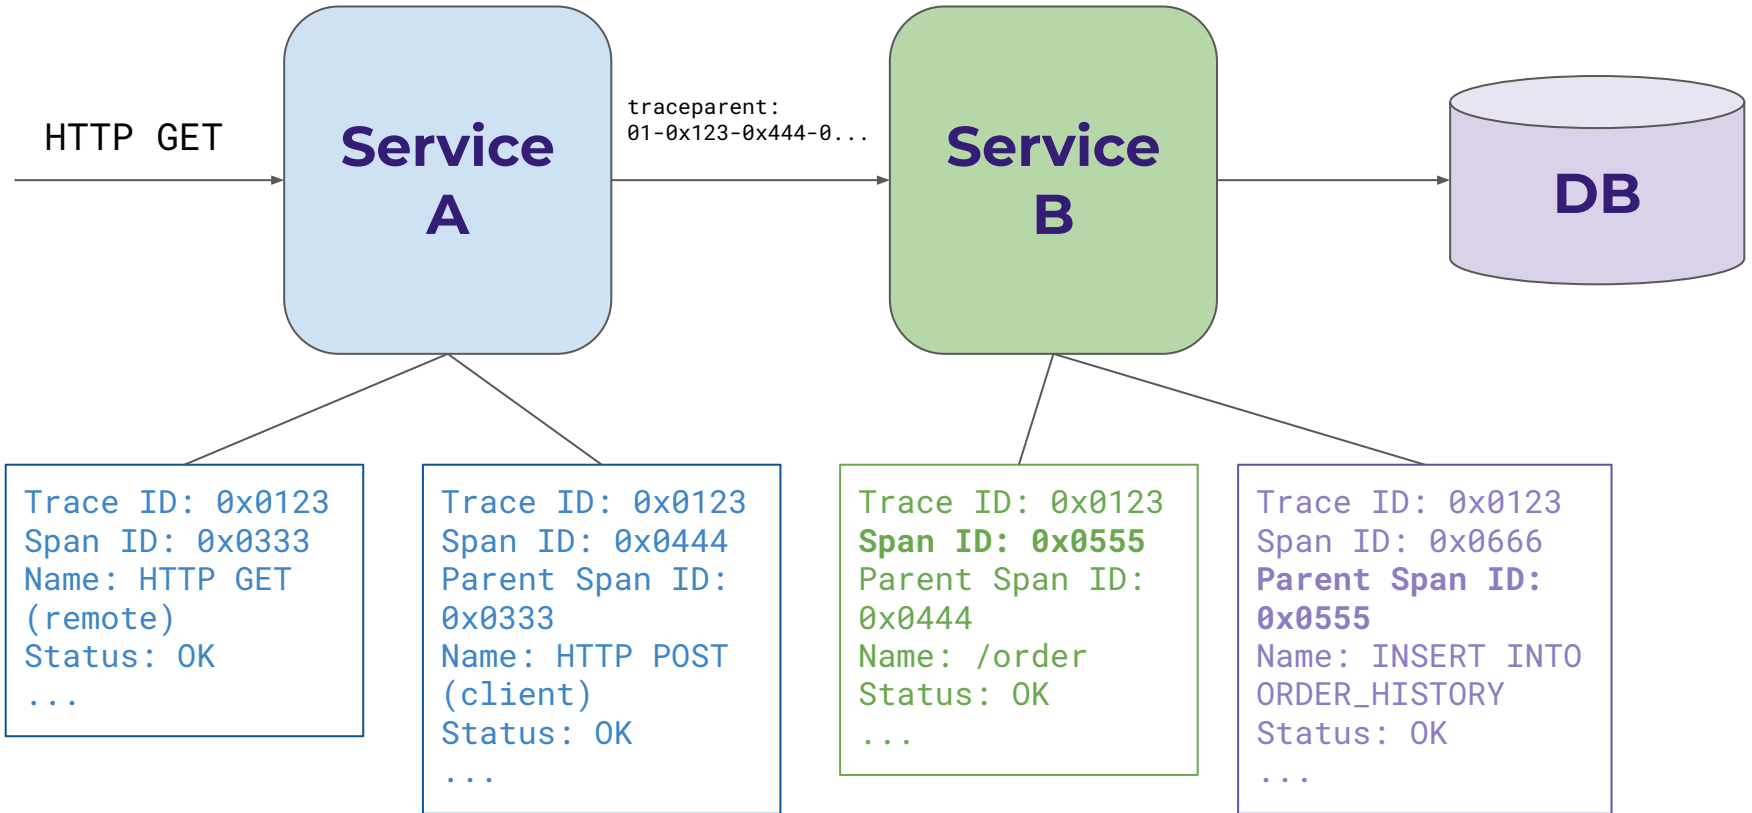 HTTP GET
Service
A
traceparent:
01-0x123-0x444-0...
Service
B
DB
Trace ID: 0x0123
Span ID: 0x0333
Name: HTTP GET
(remote)
Status: OK
...
Trace ID: 0x0123
Span ID: 0x0444
Parent Span ID:
0x0333
Name: HTTP POST
(client)
Status: OK
...
Trace ID: 0x0123
Span ID: 0x0555
Parent Span ID:
0x0444
Name: /order
Status: OK
...
Trace ID: 0x0123
Span ID: 0x0666
Parent Span ID:
0x0555
Name: INSERT INTO
ORDER_HISTORY
Status: OK
...